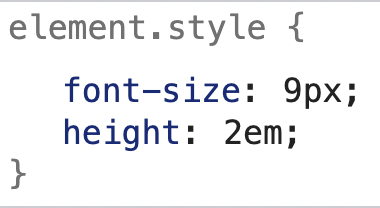 element.style {
font-size: 9px;
height: 2em;
}